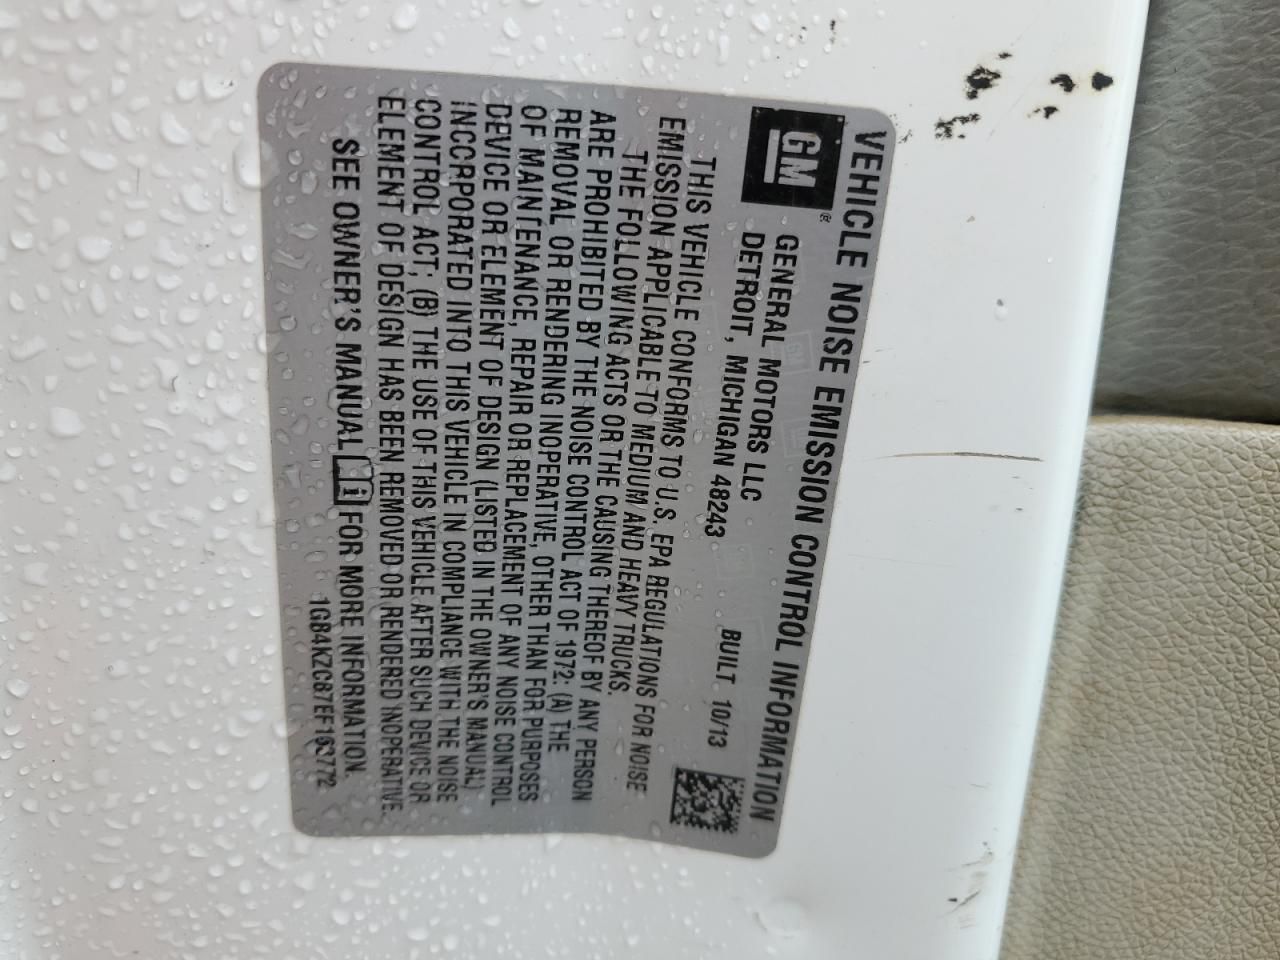 VEHICLE NOISE EMISSION CONTROL INFORMATION
GM
®
GENERAL MOTORS LLC
DETROIT, MICHIGAN 48243
BUILT 10/13
THIS VEHICLE CONFORMS TO U.S. EPA REGULATIONS FOR NOISE
EMISSION APPLICABLE TO MEDIUM AND HEAVY TRUCKS.
THE FOLLOWING ACTS OR THE CAUSING THEREOF BY ANY PERSON
ARE PROHIBITED BY THE NOISE CONTROL ACT OF 1972: (A) THE
REMOVAL OR RENDERING INOPERATIVE, OTHER THAN FOR PURPOSES
OF MAINTENANCE, REPAIR OR REPLACEMENT OF ANY NOISE CONTROL
DEVICE OR ELEMENT OF DESIGN (LISTED IN THE OWNER'S MANUAL)
INCORPORATED INTO THIS VEHICLE IN COMPLIANCE WITH THE NOISE
CONTROL ACT; (B) THE USE OF THIS VEHICLE AFTER SUCH DEVICE OR
ELEMENT OF DESIGN HAS BEEN REMOVED OR RENDERED INOPERATIVE.
SEE OWNER'S MANUAL i FOR MORE INFORMATION.
1GB4KZC87EF163772